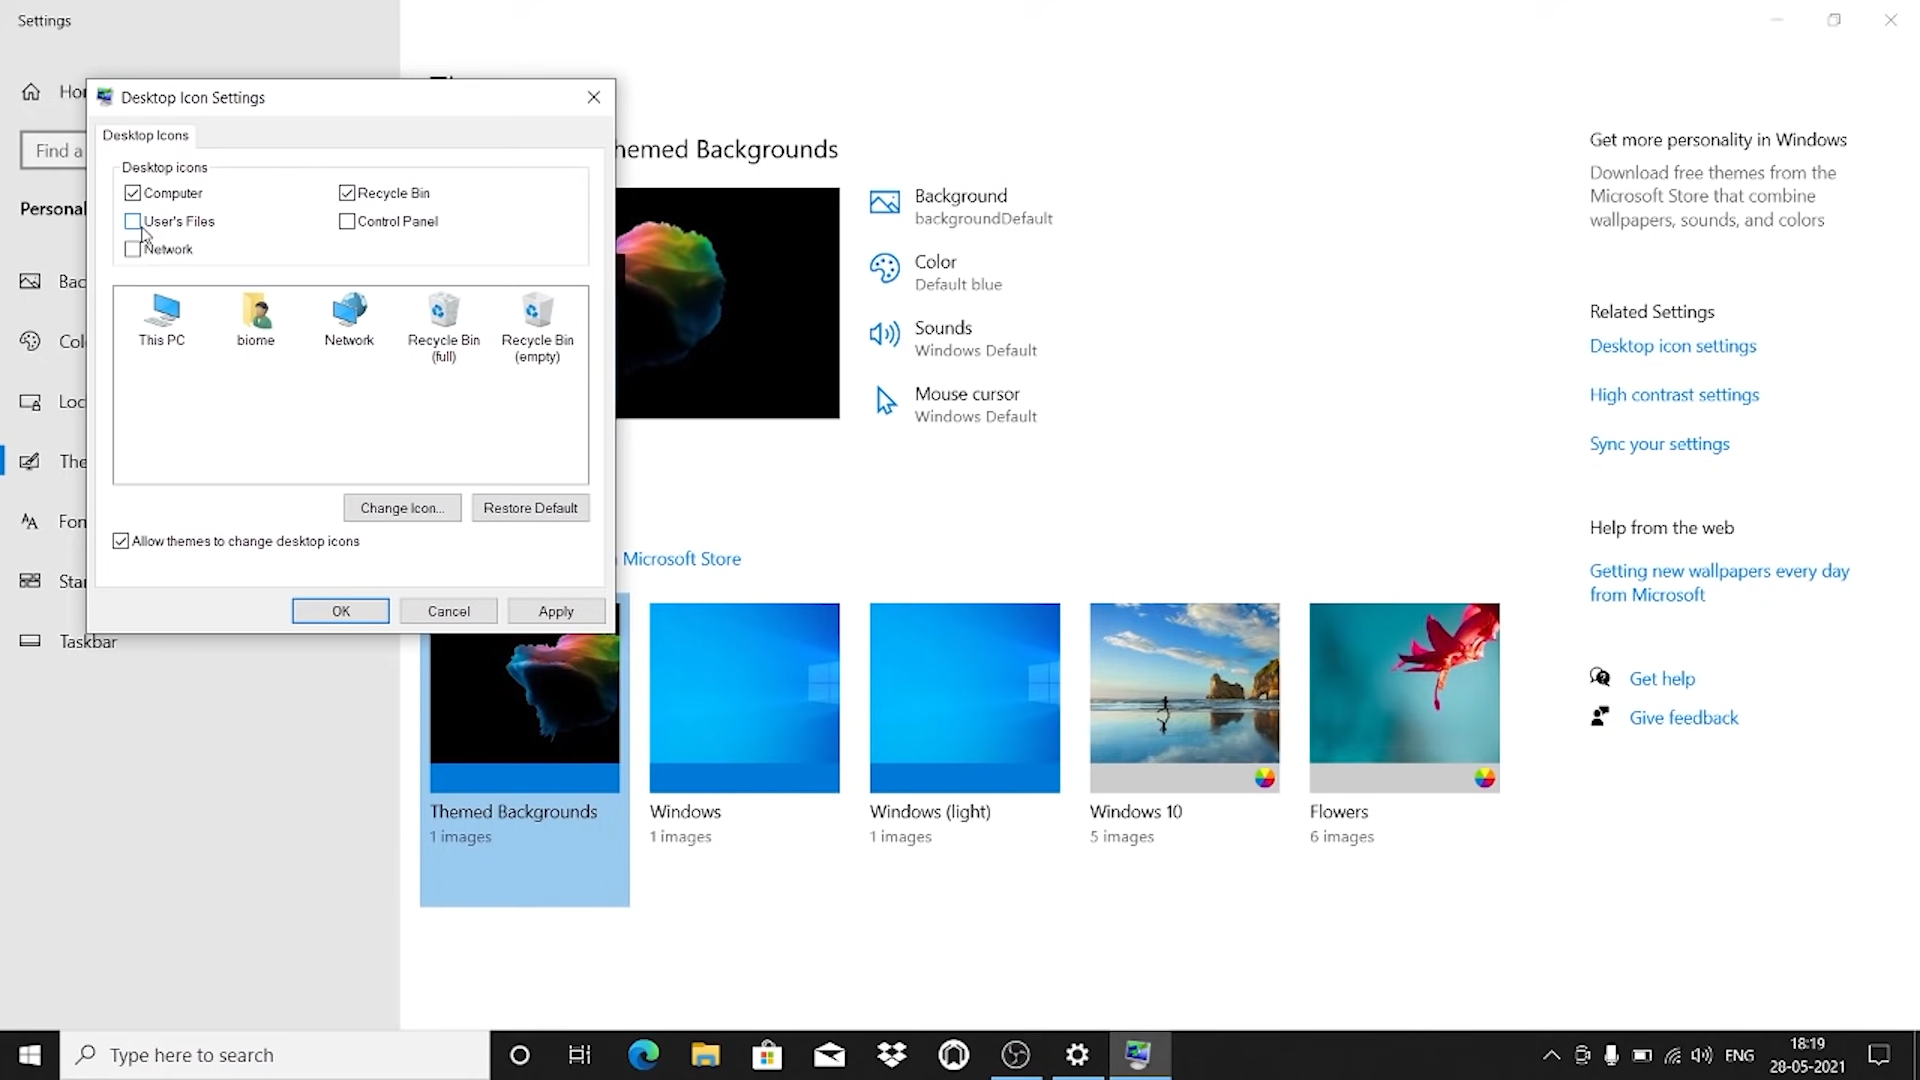 Settings
Desktop Icon Settings
Desktop Icons
Desktop icons
Computer
Recycle Bin
User's Files
Control Panel
Network
This PC
biome
Network
Recycle Bin
(full)
Recycle Bin
(empty)
Change Icon...
Restore Default
Allow themes to change desktop icons
OK
Cancel
Apply
Find a
Taskbar
hemed Backgrounds
Background
backgroundDefault
Color
Default blue
Sounds
Windows Default
Mouse cursor
Windows Default
Microsoft Store
Themed Backgrounds
1 images
Windows
1 images
Windows (light)
1 images
Windows 10
5 images
Flowers
6 images
Get more personality in Windows
Download free themes from the
Microsoft Store that combine
wallpapers, sounds, and colors
Related Settings
Desktop icon settings
High contrast settings
Sync your settings
Help from the web
Getting new wallpapers every day
from Microsoft
Get help
Give feedback
Type here to search
ENG
18:19
28-05-2021